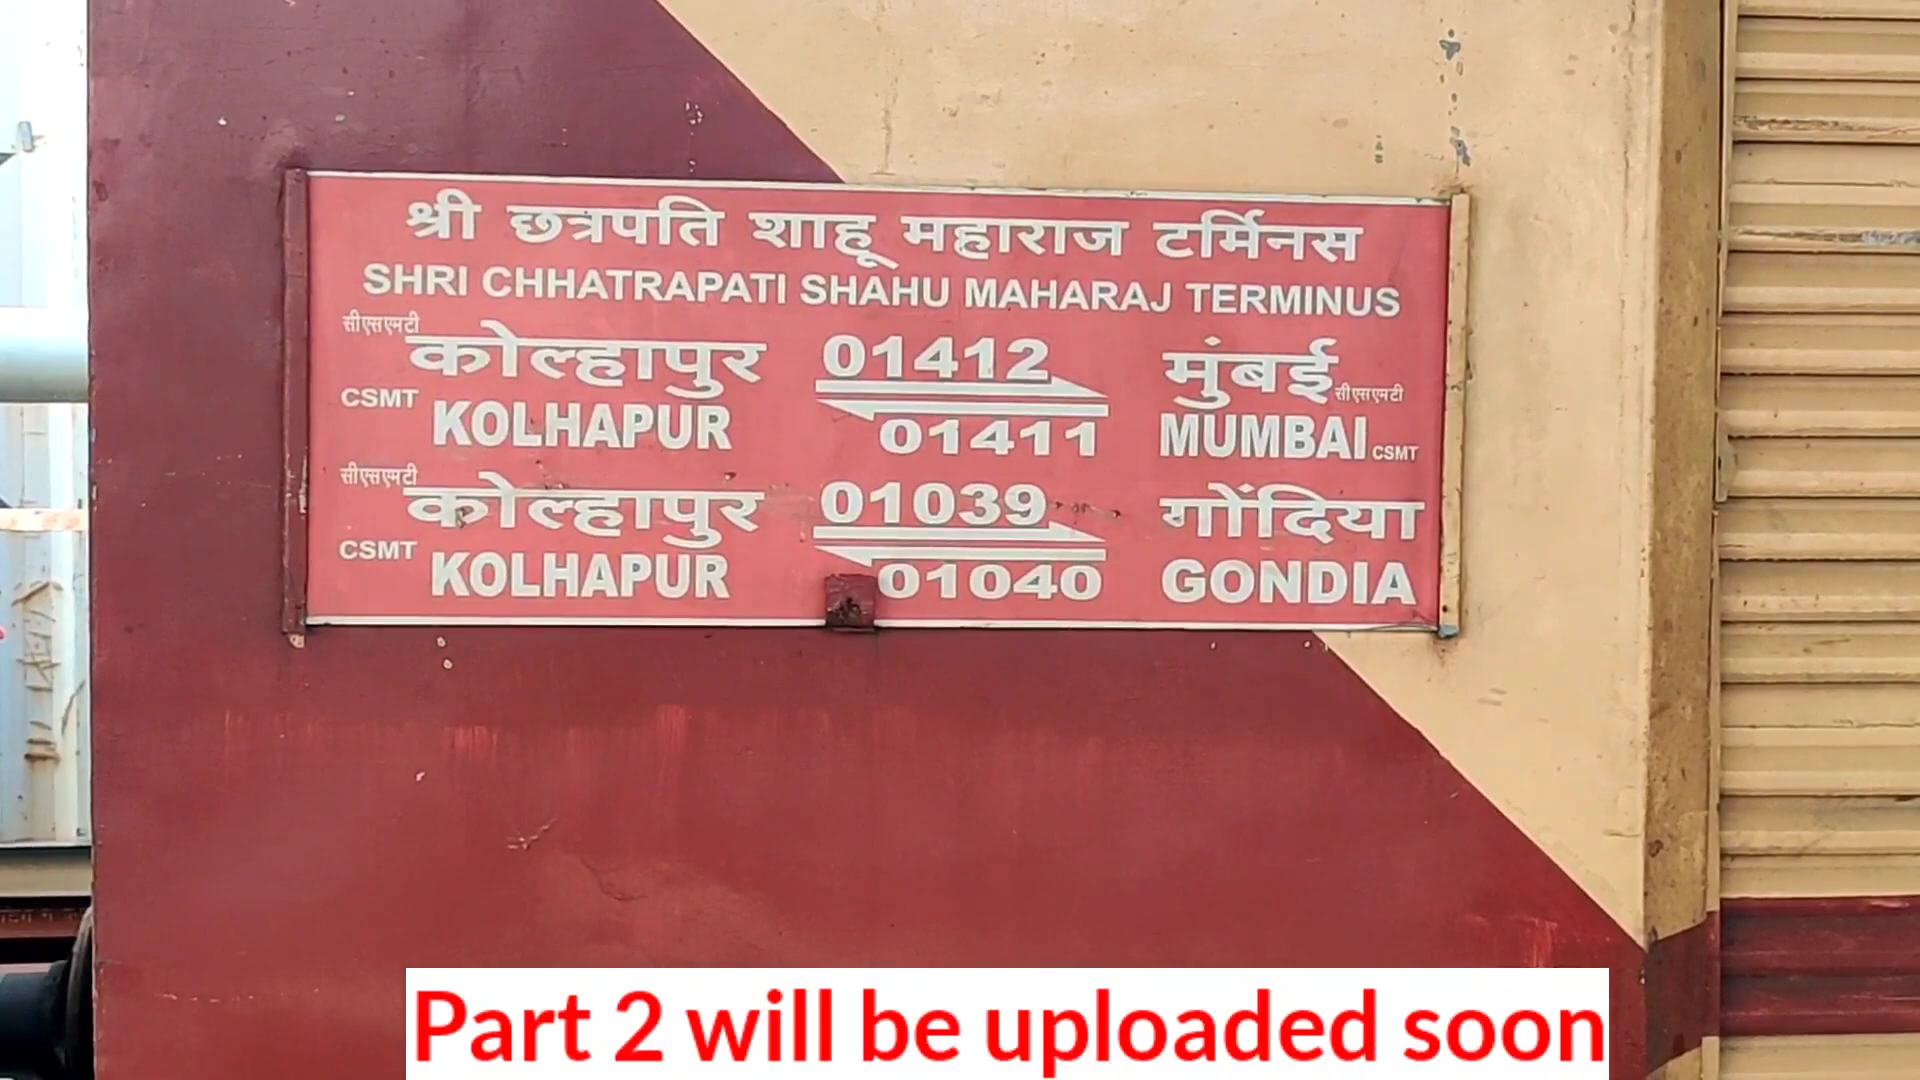 श्री छत्रपति शाहू महाराज टर्मिनस
SHRI CHHATRAPATI SHAHU MAHARAJ TERMINUS
सीएसएमटी कोल्हापुर 01412 मुंबई सीएसएमटी
CSMT KOLHAPUR 01411 MUMBAI CSMT
सीएसएमटी कोल्हापुर 01039 गोंदिया
CSMT KOLHAPUR 01040 GONDIA
Part 2 will be uploaded soon